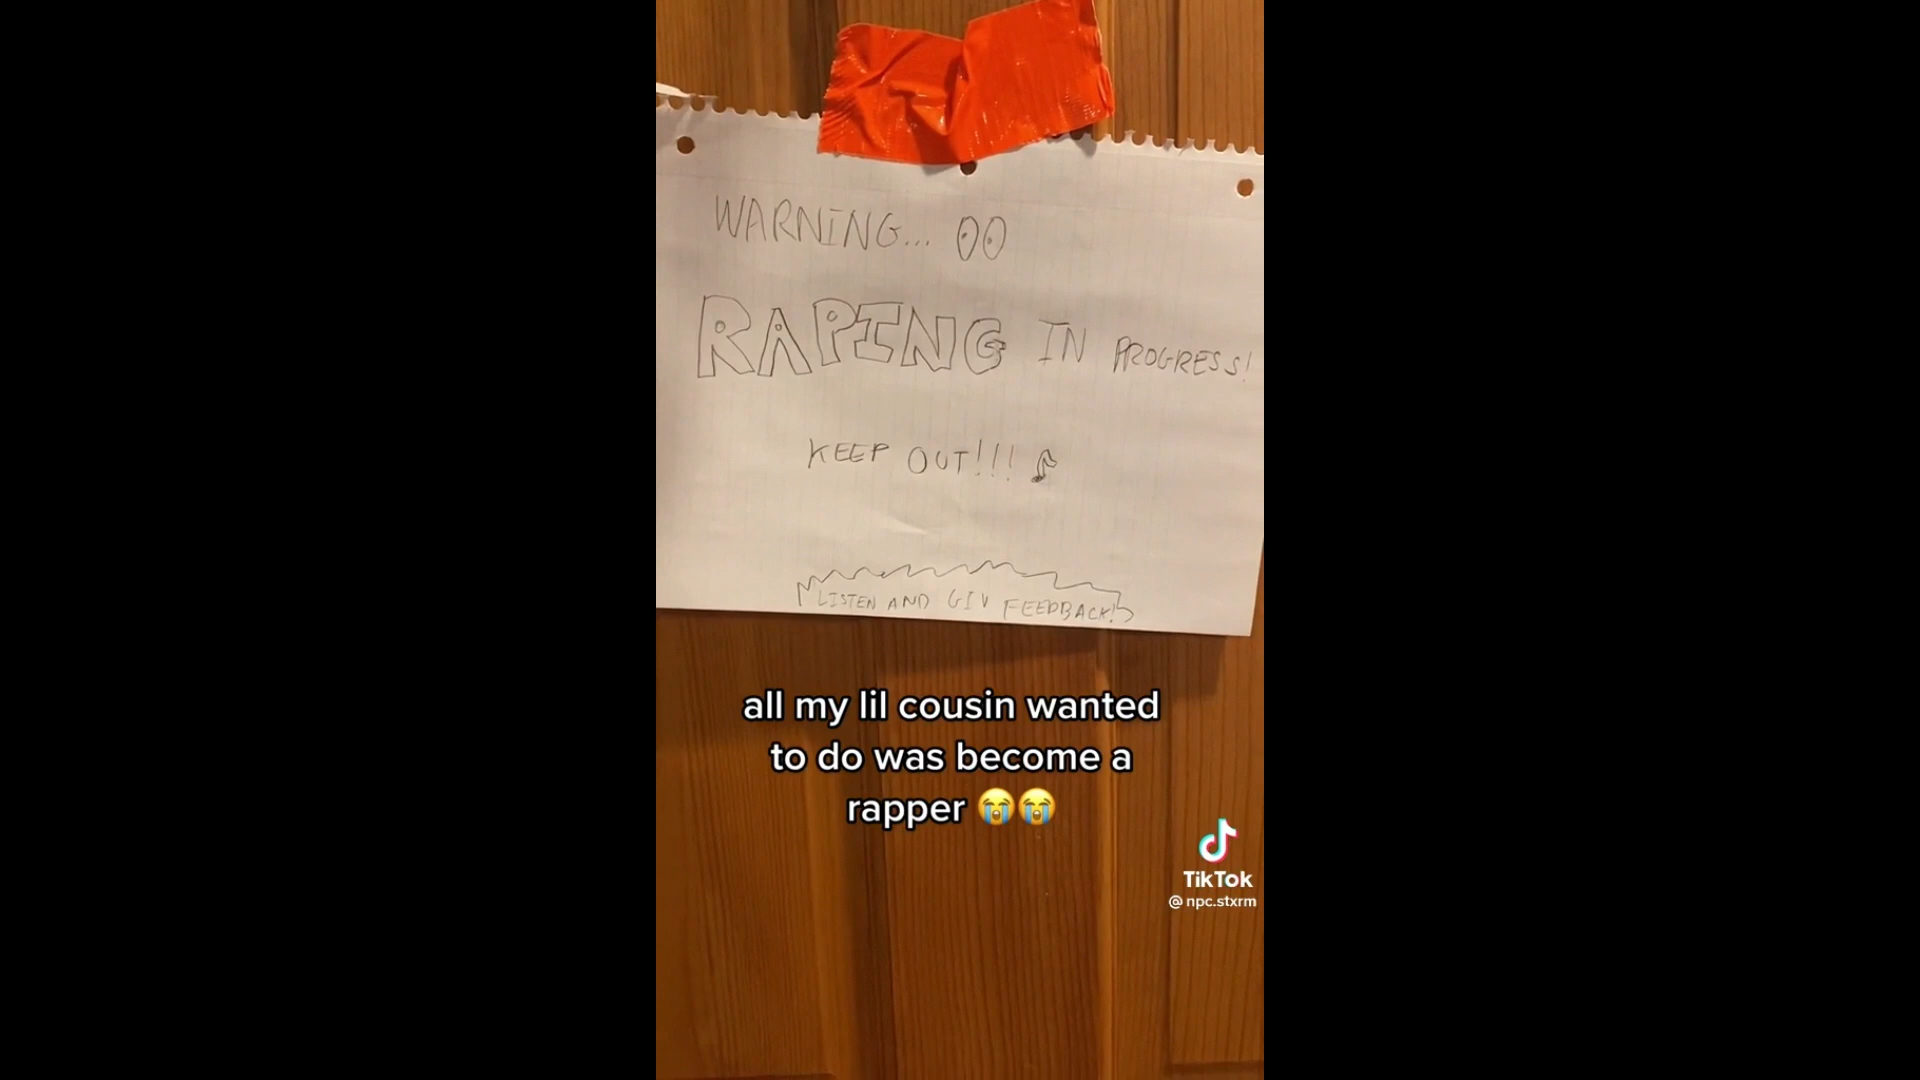 WARNING...
RAPING IN PROGRESS!
KEEP OUT!!! ♪
LISTEN AND GIV FEEDBACK!
all my lil cousin wanted
to do was become a
rapper 😭😭
TikTok
@npc.stxrm